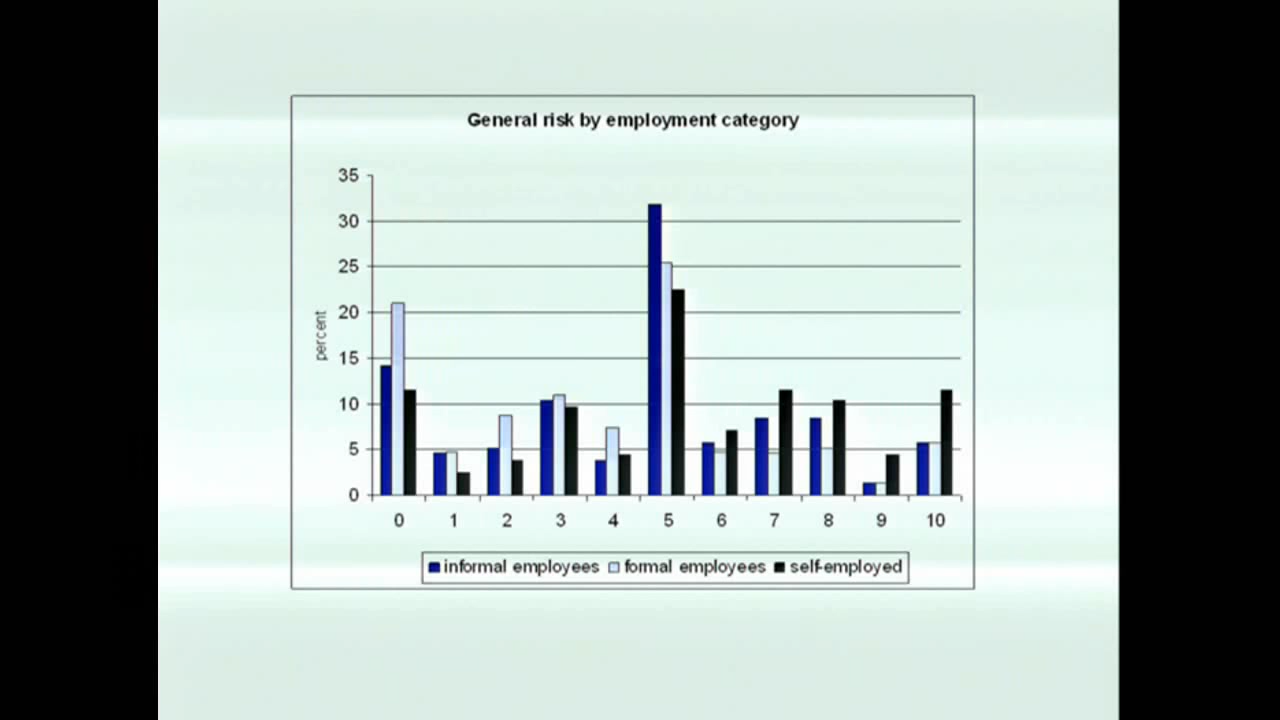 General risk by employment category
35
30
25
20
15
10
5
0
percent
0 1 2 3 4 5 6 7 8 9 10
informal employees formal employees self-employed